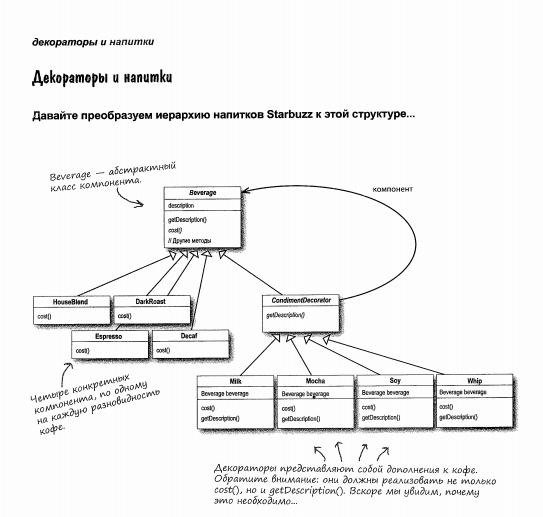 декораторы и напитки
Декораторы и напитки
Давайте преобразуем иерархию напитков Starbuzz к этой структуре...
Beverage — абстрактный
класс компонента.
Beverage
description
getDescription()
cost()
// Другие методы
компонент
HouseBlend
cost()
DarkRoast
cost()
Espresso
cost()
Decaf
cost()
CondimentDecorator
getDescription()
Четыре конкретных
компонента, по одному
на каждую разновидность
кофе.
Milk
Beverage beverage
cost()
getDescription()
Mocha
Beverage beverage
cost()
getDescription()
Soy
Beverage beverage
cost()
getDescription()
Whip
Beverage beverage
cost()
getDescription()
Декораторы представляют собой дополнения к кофе.
Обратите внимание: они должны реализовать не только
cost(), но и getDescription(). Вскоре мы увидим, почему
это необходимо...